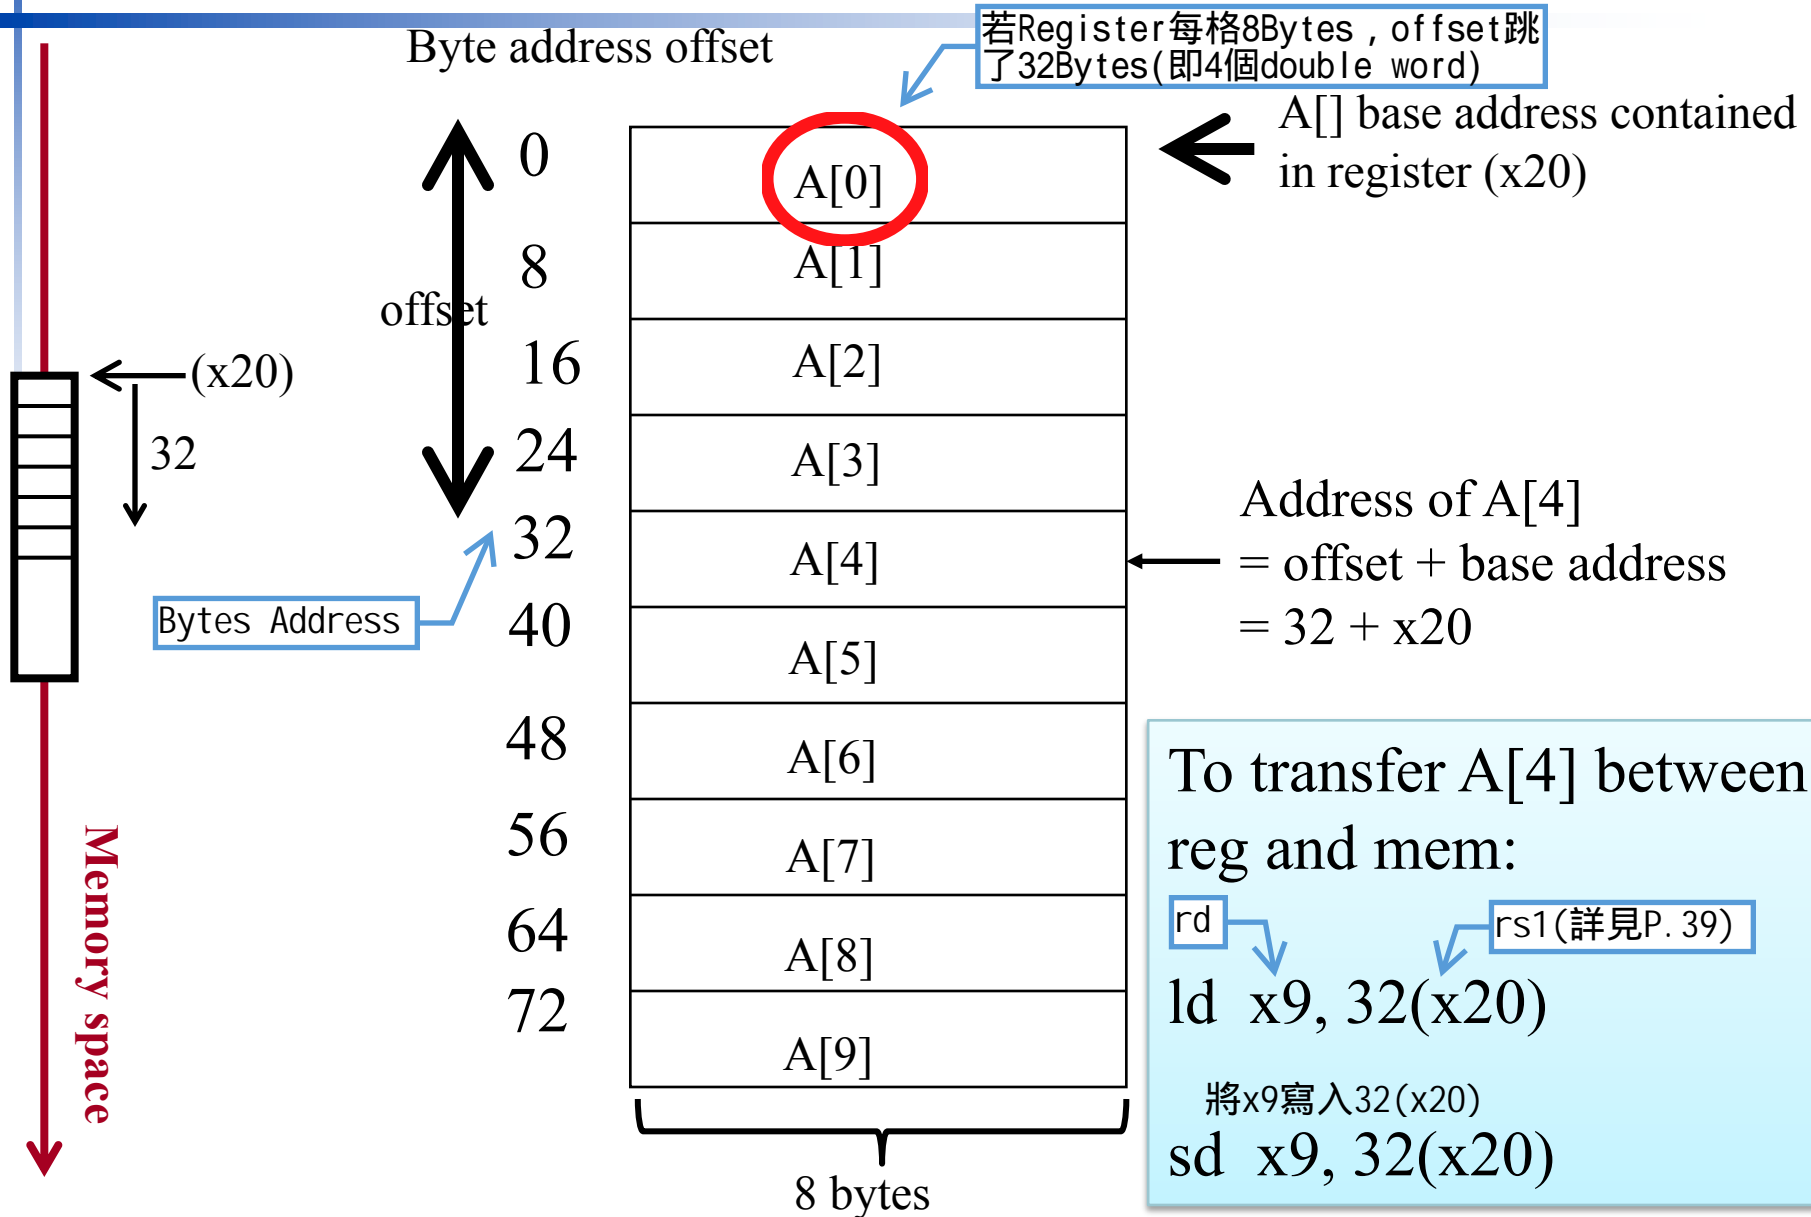 Byte address offset
若Register每格8Bytes，offset跳
了32Bytes(即4個double word)
A[] base address contained
in register (x20)
0
A[0]
8
A[1]
offset
16
A[2]
(x20)
24
A[3]
32
32
A[4]
Address of A[4]
= offset + base address
= 32 + x20
Bytes Address
40
A[5]
48
A[6]
56
A[7]
64
A[8]
72
A[9]
8 bytes
Memory space
To transfer A[4] between
reg and mem:
rd
rs1(詳見P.39)
ld x9, 32(x20)
將x9寫入32(x20)
sd x9, 32(x20)